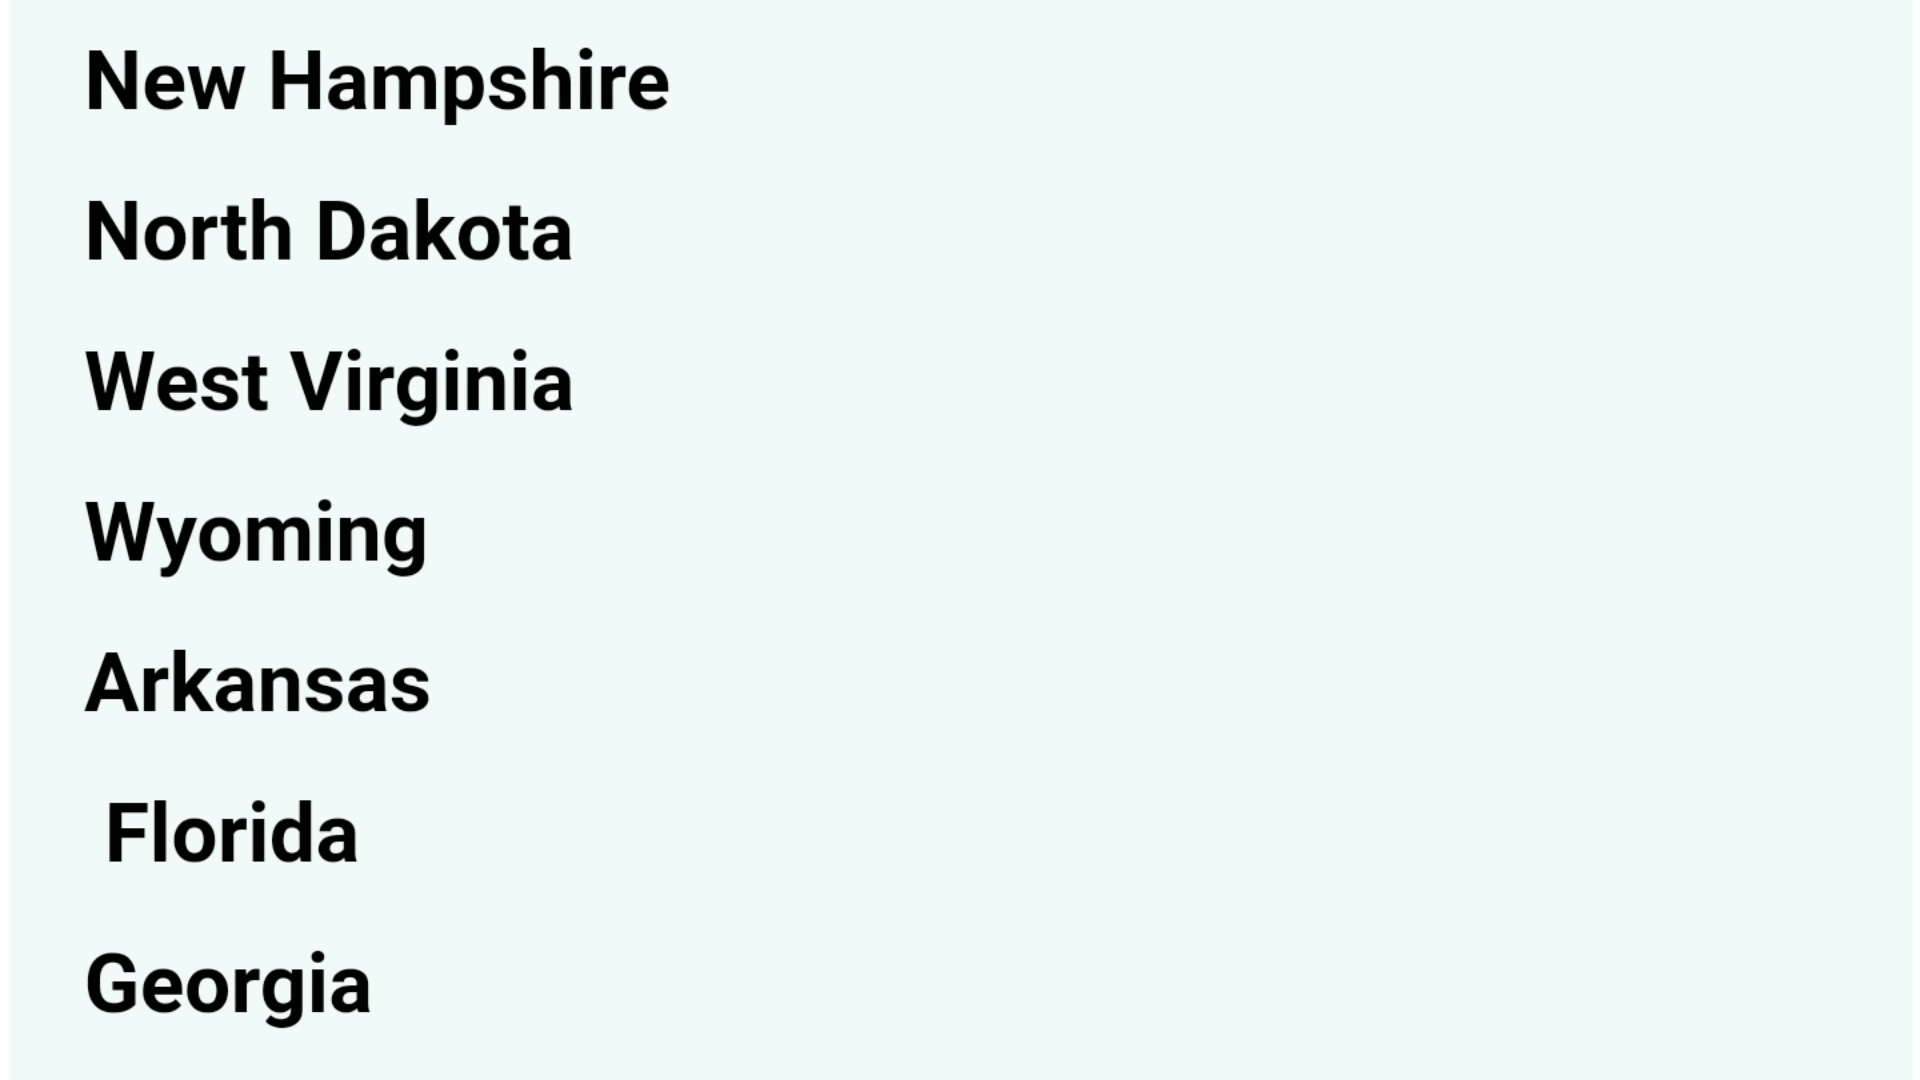 New Hampshire
North Dakota
West Virginia
Wyoming
Arkansas
Florida
Georgia